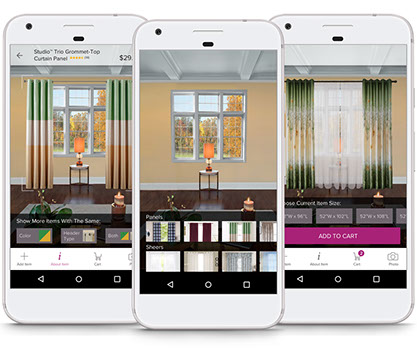 Studio™ Trio Grommet-Top
Curtain Panel
$29.
Show More Items With The Same:
Color
Header
Type
Add Item
About Item
Cart
Photo
Panels
Sheers
Choose Current Item Size:
52"W x 96"L
52"W x 102"L
52"W x 108"L
ADD TO CART
Add Item
About Item
Cart
Photo